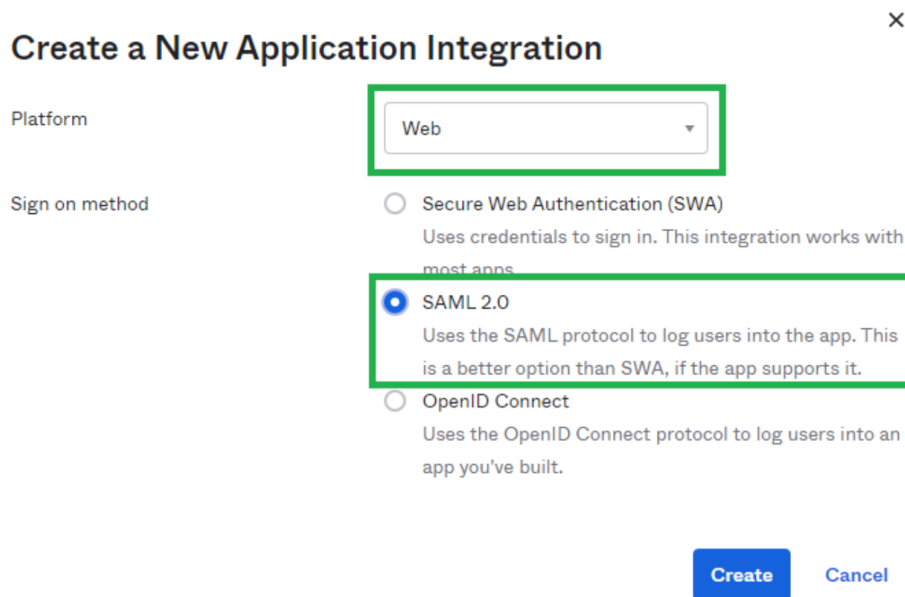 Create a New Application Integration
Platform
Web
Sign on method
Secure Web Authentication (SWA)
Uses credentials to sign in. This integration works with
most apps.
SAML 2.0
Uses the SAML protocol to log users into the app. This
is a better option than SWA, if the app supports it.
OpenID Connect
Uses the OpenID Connect protocol to log users into an
app you've built.
Create
Cancel